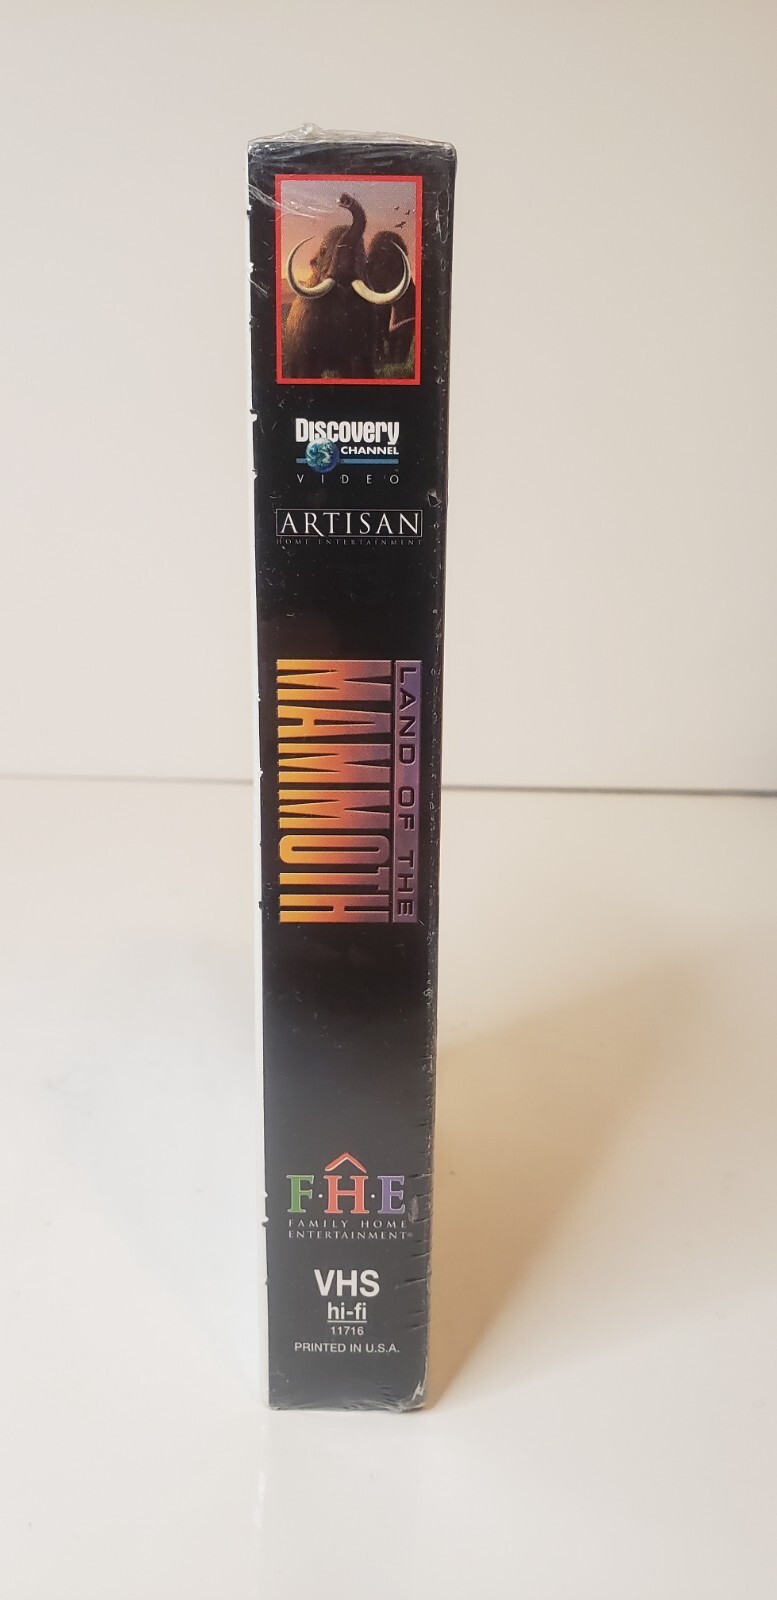 Discovery
CHANNEL
VIDEO
ARTISAN
HOME ENTERTAINMENT
LAND OF THE
MAMMOTH
F·H·E
FAMILY HOME
ENTERTAINMENT®
VHS
hi-fi
11716
PRINTED IN U.S.A.